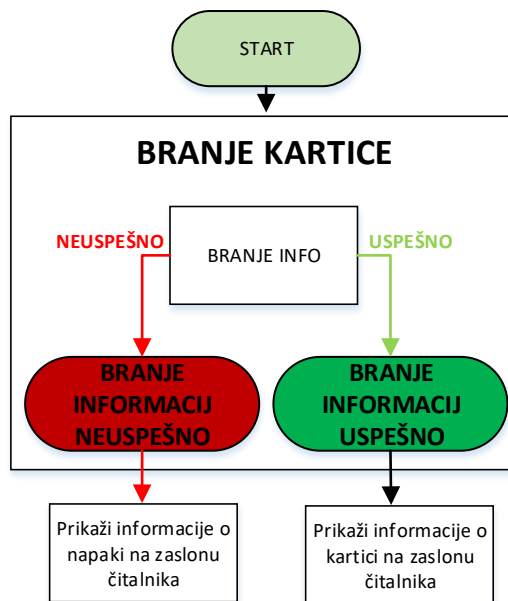 START
BRANJE KARTICE
NEUSPEŠNO
BRANJE INFO
USPEŠNO
BRANJE
INFORMACIJ
NEUSPEŠNO
BRANJE
INFORMACIJ
USPEŠNO
Prikaži informacije o
napaki na zaslonu
čitalnika
Prikaži informacije o
kartici na zaslonu
čitalnika